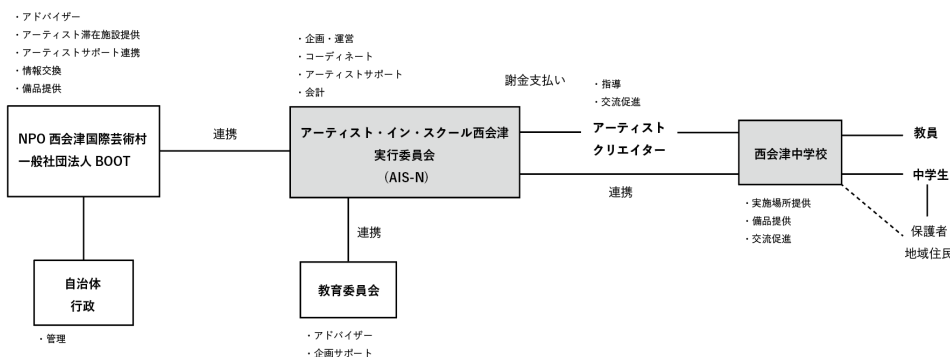 ・アドバイザー
・アーティスト滞在施設提供
・アーティストサポート連携
・情報交換
・備品提供
NPO 西会津国際芸術村
一般社団法人 BOOT
自治体
行政
・管理
連携
・企画・運営
・コーディネート
・アーティストサポート
・会計
アーティスト・イン・スクール西会津
実行委員会
(AIS-N)
連携
教育委員会
・アドバイザー
・企画サポート
謝金支払い
・指導
・交流促進
アーティスト
クリエイター
連携
西会津中学校
・実施場所提供
・備品提供
・交流促進
教員
中学生
保護者
地域住民